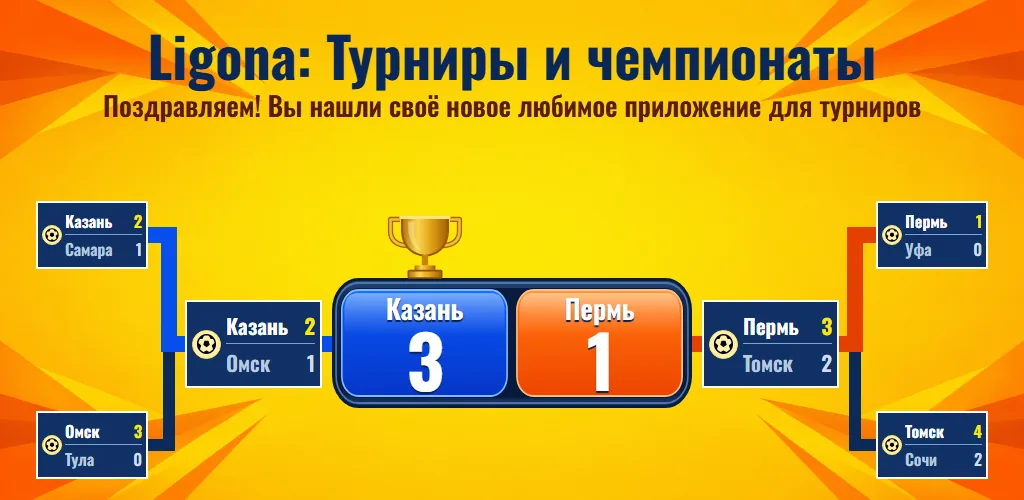 Ligona: Турниры и чемпионаты
Поздравляем! Вы нашли своё новое любимое приложение для турниров
Казань 2
Самара 1
Омск 3
Тула 0
Казань 2
Омск 1
Казань
3
Пермь
1
Пермь 3
Томск 2
Пермь 1
Уфа 0
Томск 4
Сочи 2